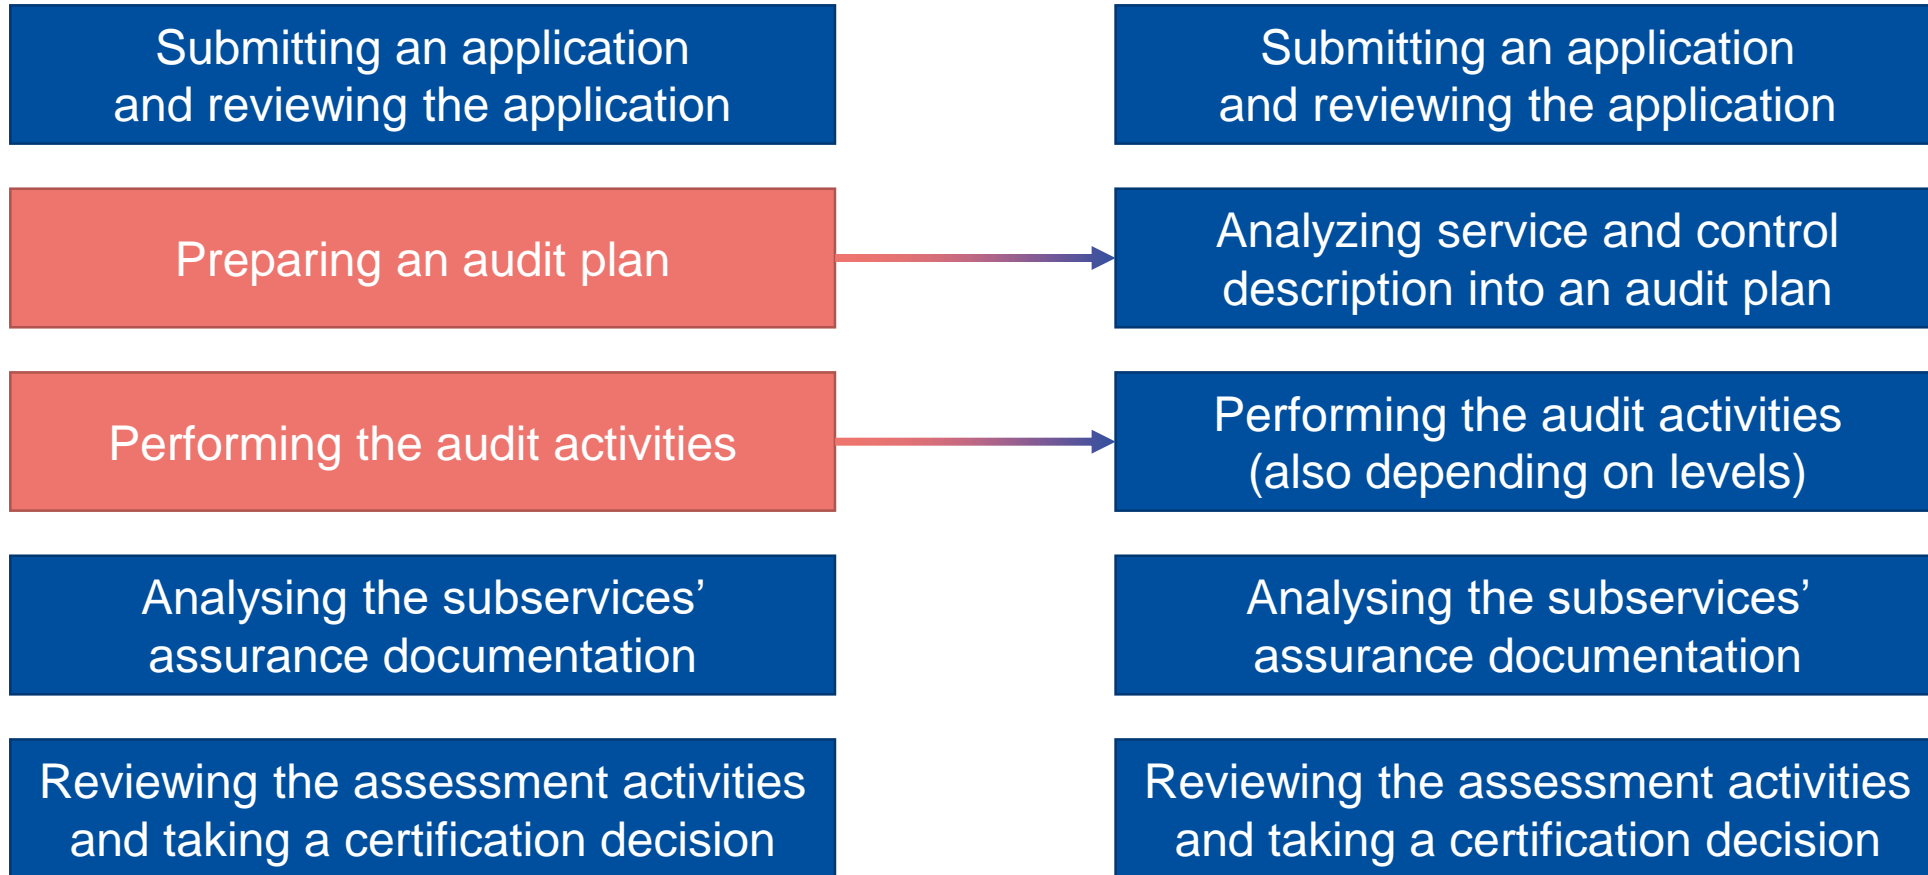 Submitting an application
and reviewing the application
Submitting an application
and reviewing the application
Preparing an audit plan
Analyzing service and control
description into an audit plan
Performing the audit activities
Performing the audit activities
(also depending on levels)
Analysing the subservices’
assurance documentation
Analysing the subservices’
assurance documentation
Reviewing the assessment activities
and taking a certification decision
Reviewing the assessment activities
and taking a certification decision